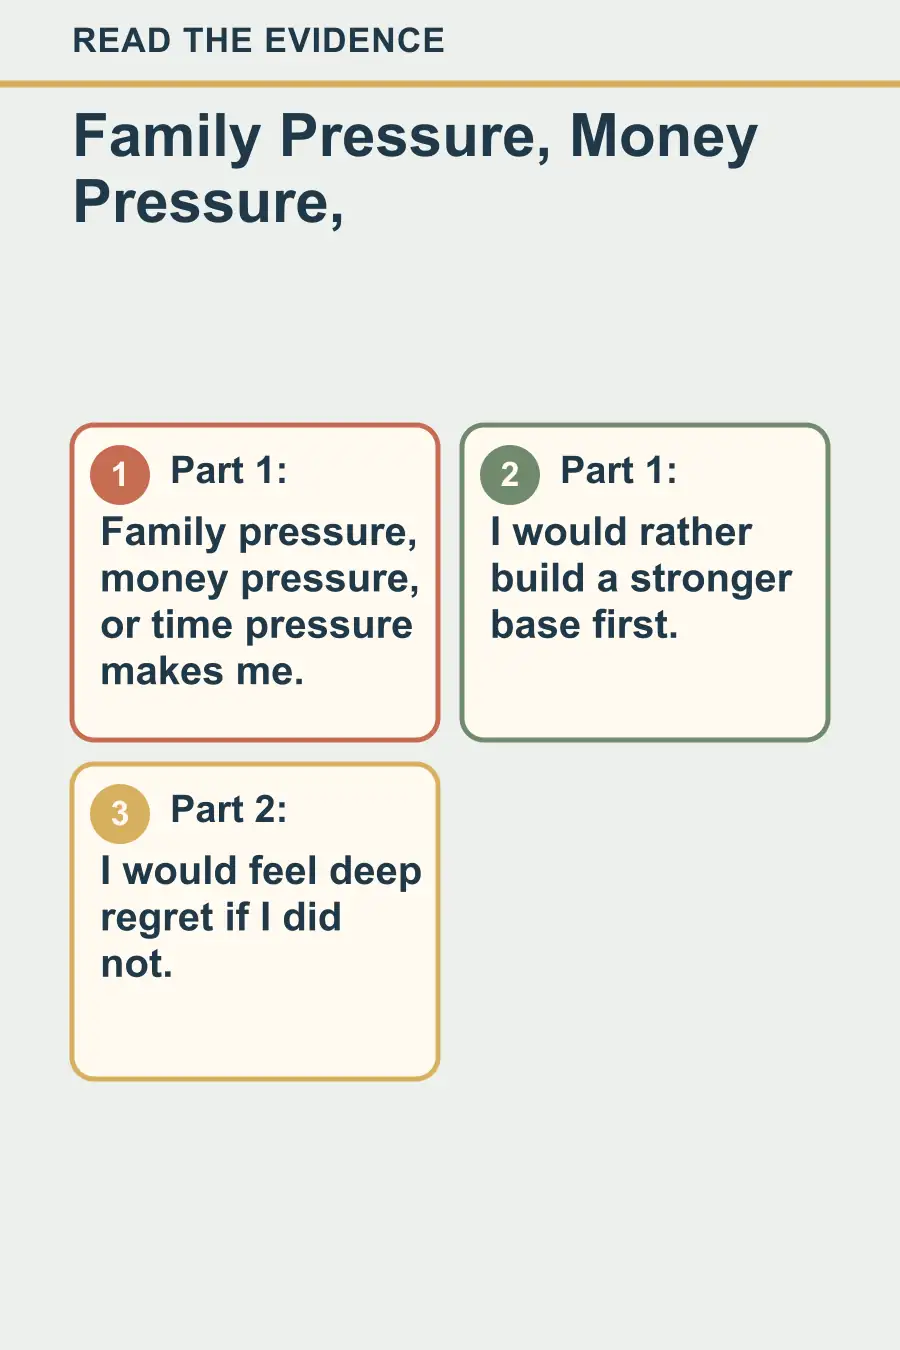 READ THE EVIDENCE
Family Pressure, Money
Pressure,
1 Part 1:
Family pressure,
money pressure,
or time pressure
makes me.
2 Part 1:
I would rather
build a stronger
base first.
3 Part 2:
I would feel deep
regret if I did
not.